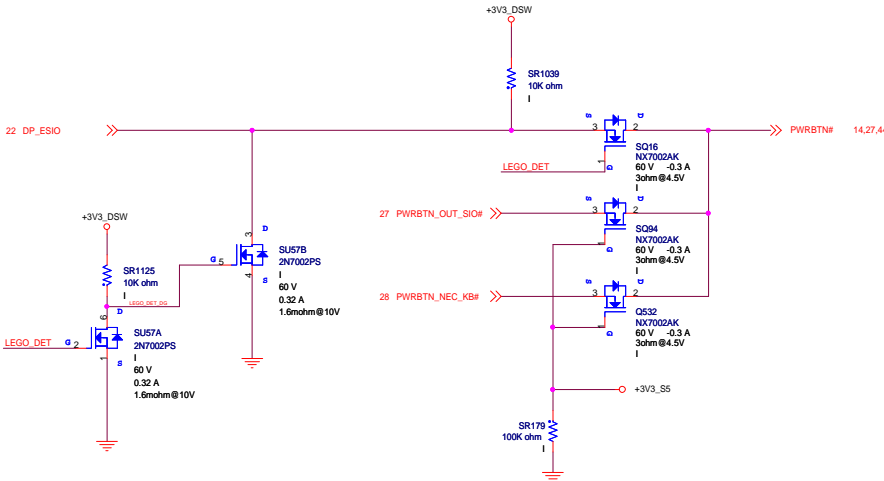 +3V3_DSW
SR1039
10K ohm
I
22 DP_ESIO
S
D
3
2
PWRBTN#
14,27,44
SQ16
NX7002AK
60 V -0.3 A
3ohm@4.5V
I
1
G
LEGO_DET
S
D
27 PWRBTN_OUT_SIO#
3
2
SQ94
NX7002AK
60 V -0.3 A
3ohm@4.5V
I
1
G
+3V3_DSW
SR1125
10K ohm
I
LEGO_DET_DG
D
3
G
5
4
S
SU57B
2N7002PS
I
60 V
0.32 A
1.6mohm@10V
S
D
28 PWRBTN_NEC_KB#
3
2
Q532
NX7002AK
60 V -0.3 A
3ohm@4.5V
I
1
G
6
D
LEGO_DET
G
2
1
S
SU57A
2N7002PS
I
60 V
0.32 A
1.6mohm@10V
+3V3_S5
SR179
100K ohm
I